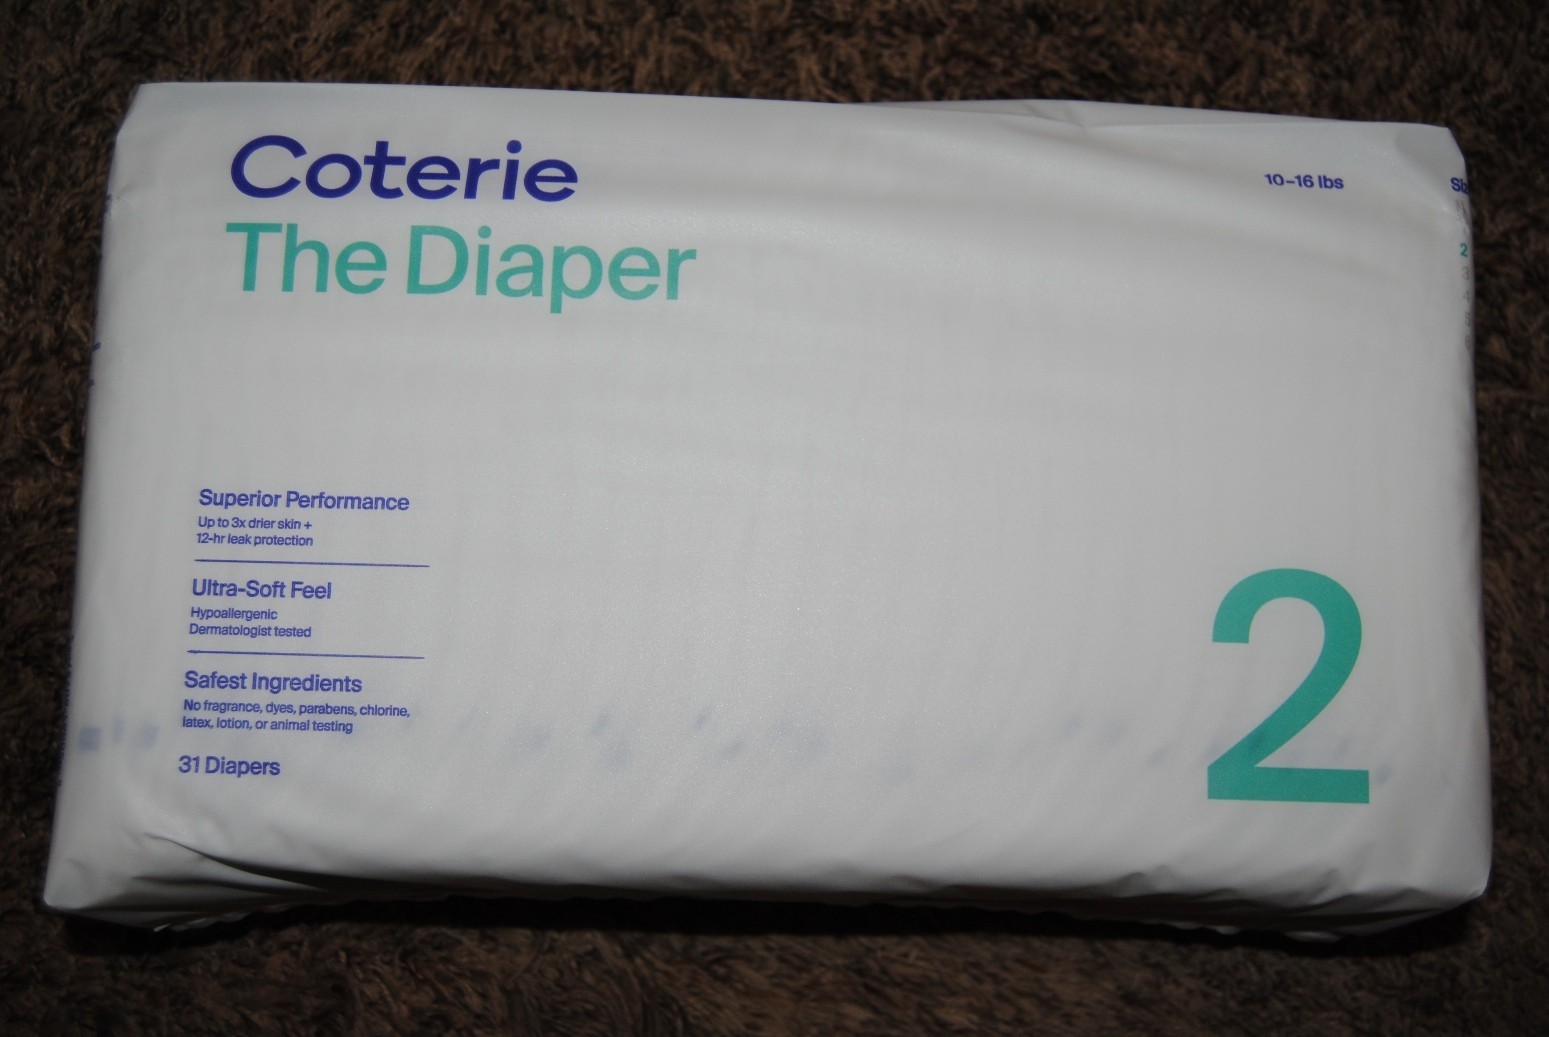 Coterie
The Diaper
10–16 lbs
2
Superior Performance
Up to 3x drier skin +
12-hr leak protection
Ultra-Soft Feel
Hypoallergenic
Dermatologist tested
Safest Ingredients
No fragrance, dyes, parabens, chlorine,
latex, lotion, or animal testing
31 Diapers
2